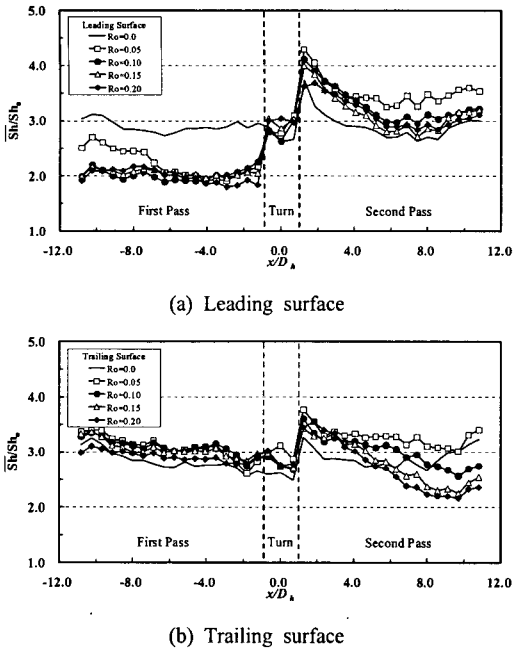 5.0
4.0
3.0
2.0
1.0
Sh/Sh₀
Leading Surface
Ro=0.0
Ro=0.05
Ro=0.10
Ro=0.15
Ro=0.20
First Pass
Turn
Second Pass
-12.0 -8.0 -4.0 0.0 4.0 8.0 12.0
x/D h
(a) Leading surface
5.0
4.0
3.0
2.0
1.0
Sh/Sh₀
Trailing Surface
Ro=0.0
Ro=0.05
Ro=0.10
Ro=0.15
Ro=0.20
First Pass
Turn
Second Pass
-12.0 -8.0 -4.0 0.0 4.0 8.0 12.0
x/D h
(b) Trailing surface